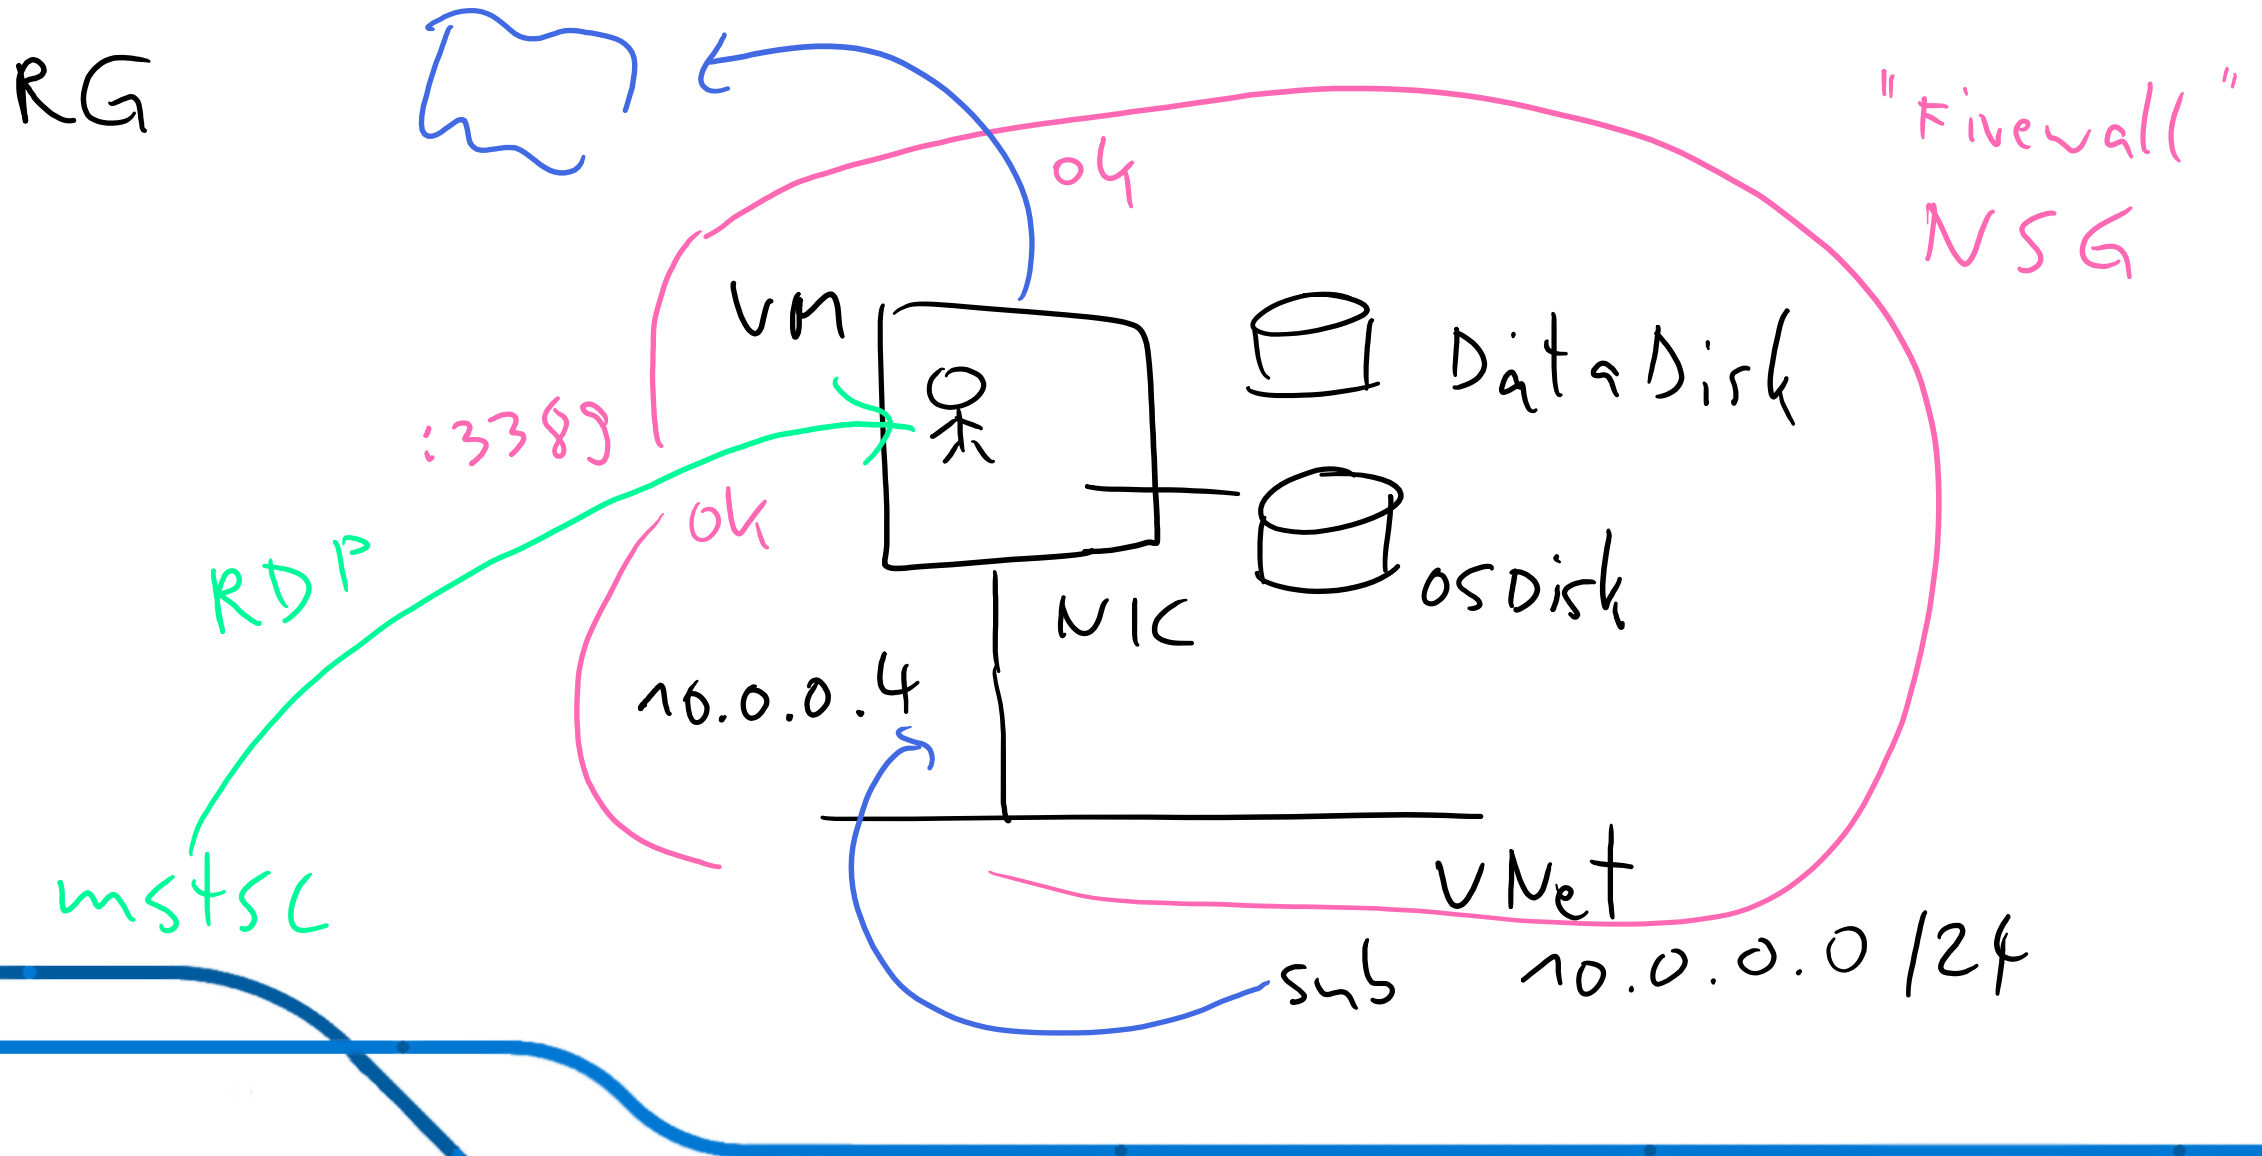 RG
"Firewall"
NSG
ok
VM
DataDisk
:3389
ok
RDP
OSDisk
NIC
10.0.0.4
mstsc
VNet
sub 10.0.0.0/24